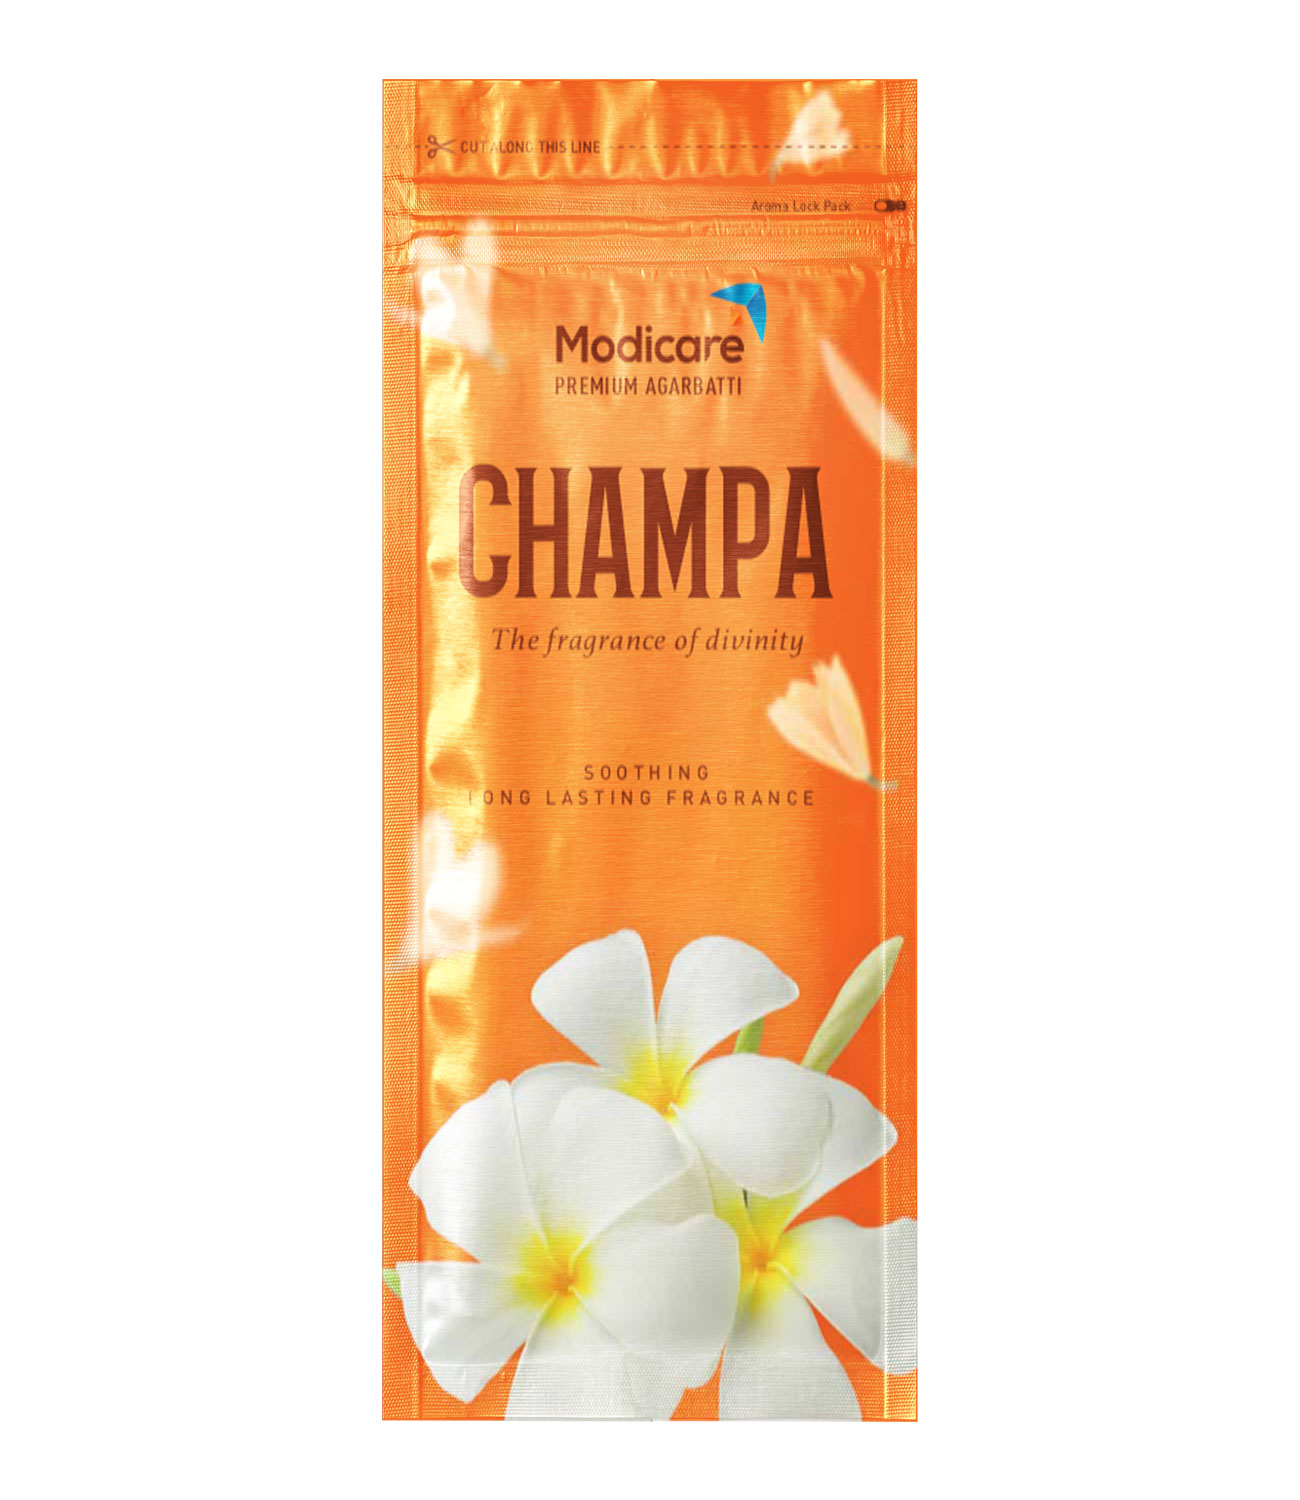 CUT ALONG THIS LINE
Aroma Lock Pack
Modicare
PREMIUM AGARBATTI
CHAMPA
The fragrance of divinity
SOOTHING
LONG LASTING FRAGRANCE